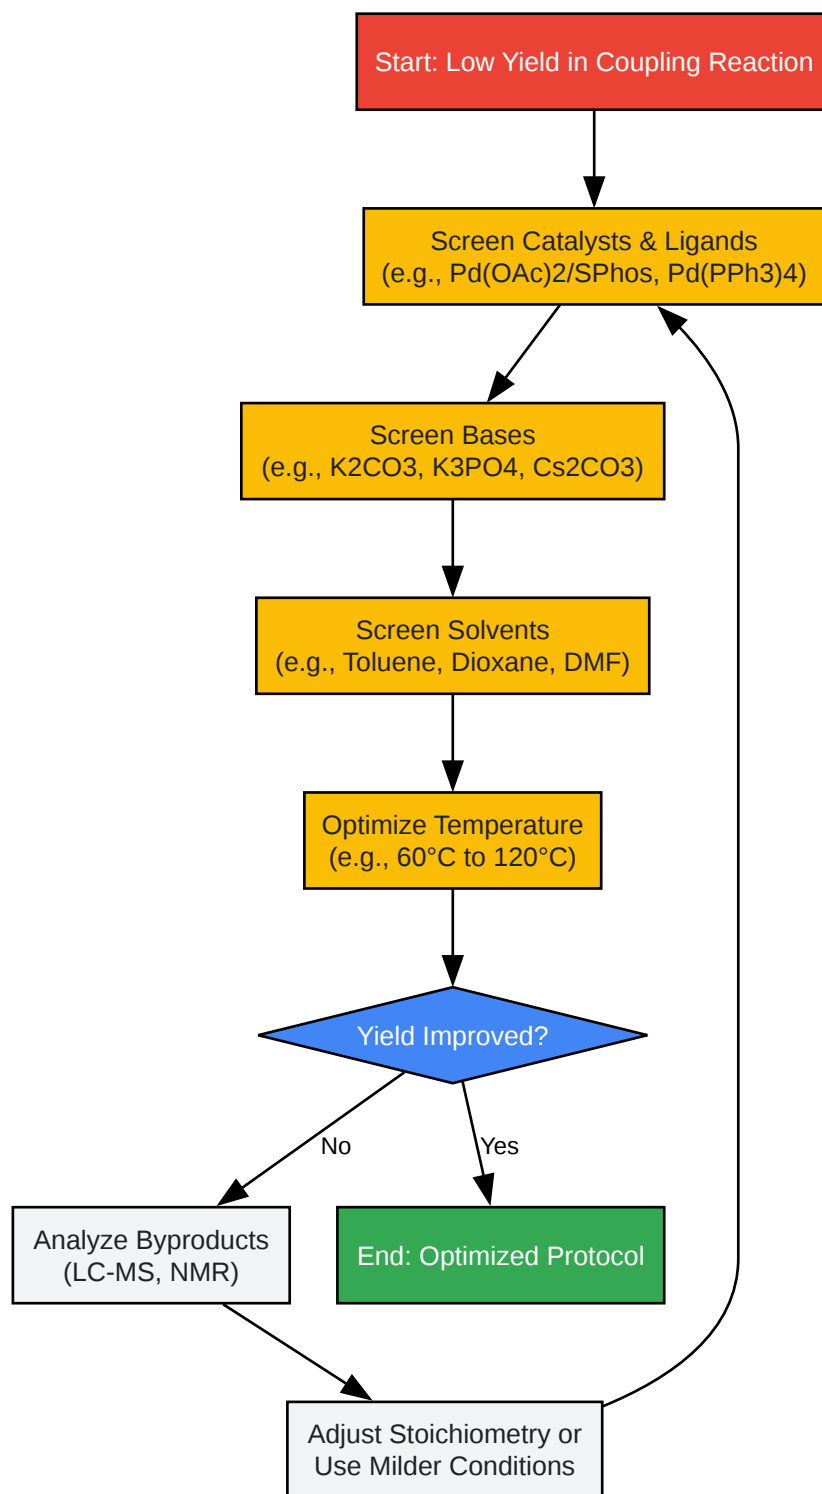 Start: Low Yield in Coupling Reaction
Screen Catalysts & Ligands
(e.g., Pd(OAc)2/SPhos, Pd(PPh3)4)
Screen Bases
(e.g., K2CO3, K3PO4, Cs2CO3)
Screen Solvents
(e.g., Toluene, Dioxane, DMF)
Optimize Temperature
(e.g., 60°C to 120°C)
Yield Improved?
No
Yes
Analyze Byproducts
(LC-MS, NMR)
End: Optimized Protocol
Adjust Stoichiometry or
Use Milder Conditions